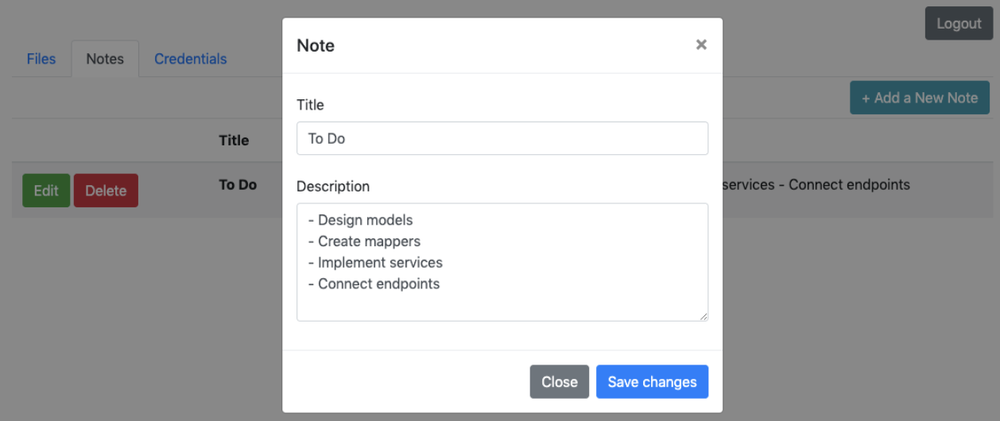 Logout
Files Notes Credentials
+ Add a New Note
Title
Edit Delete To Do services - Connect endpoints
Note ×
Title
To Do
Description
- Design models
- Create mappers
- Implement services
- Connect endpoints
Close Save changes